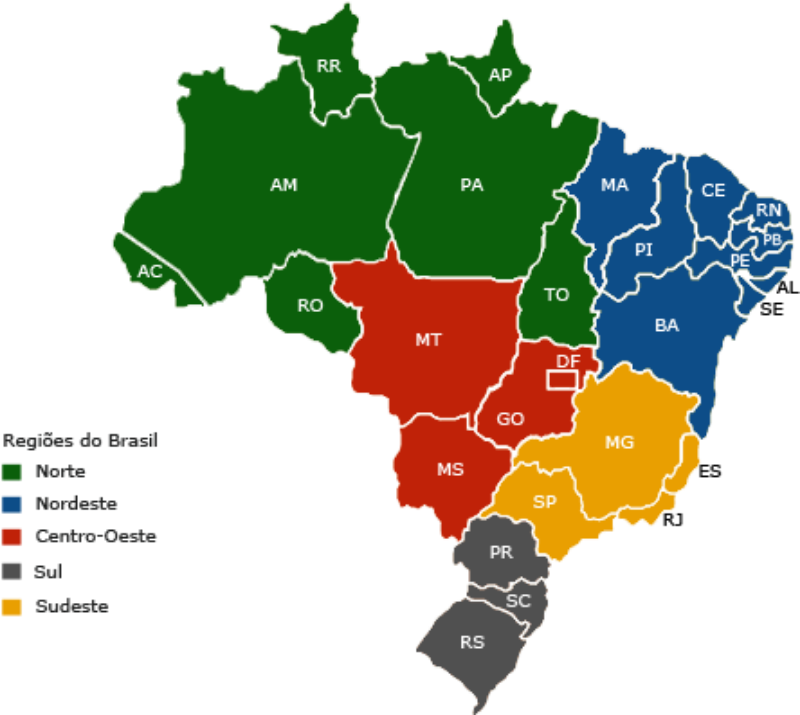 RR
AP
AM
PA
MA
CE
RN
PB
PI
PE
AL
SE
AC
RO
TO
BA
MT
DF
GO
MG
MS
ES
SP
RJ
PR
SC
RS
Regiões do Brasil
Norte
Nordeste
Centro-Oeste
Sul
Sudeste